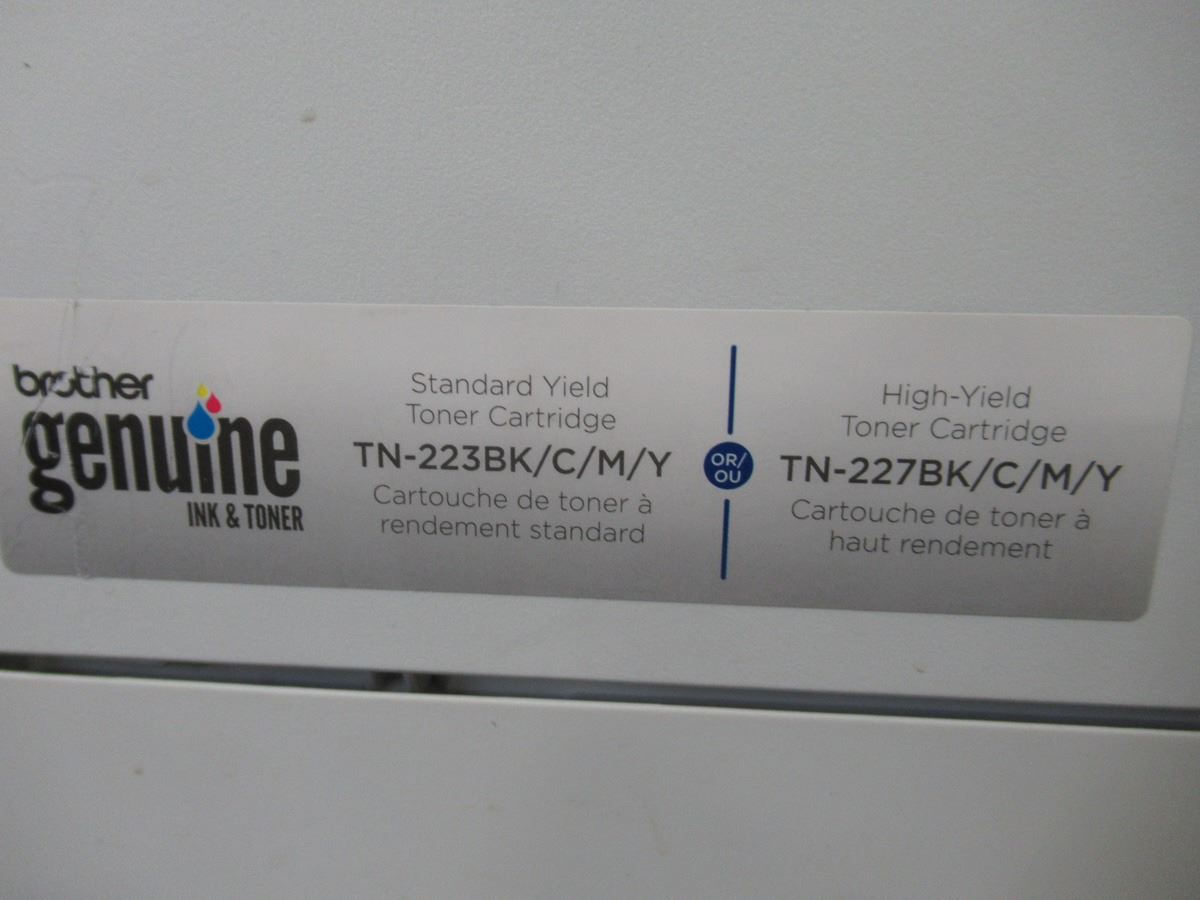 brother
genuine
INK & TONER
Standard Yield
Toner Cartridge
TN-223BK/C/M/Y
Cartouche de toner à
rendement standard
OR/
OU
High-Yield
Toner Cartridge
TN-227BK/C/M/Y
Cartouche de toner à
haut rendement